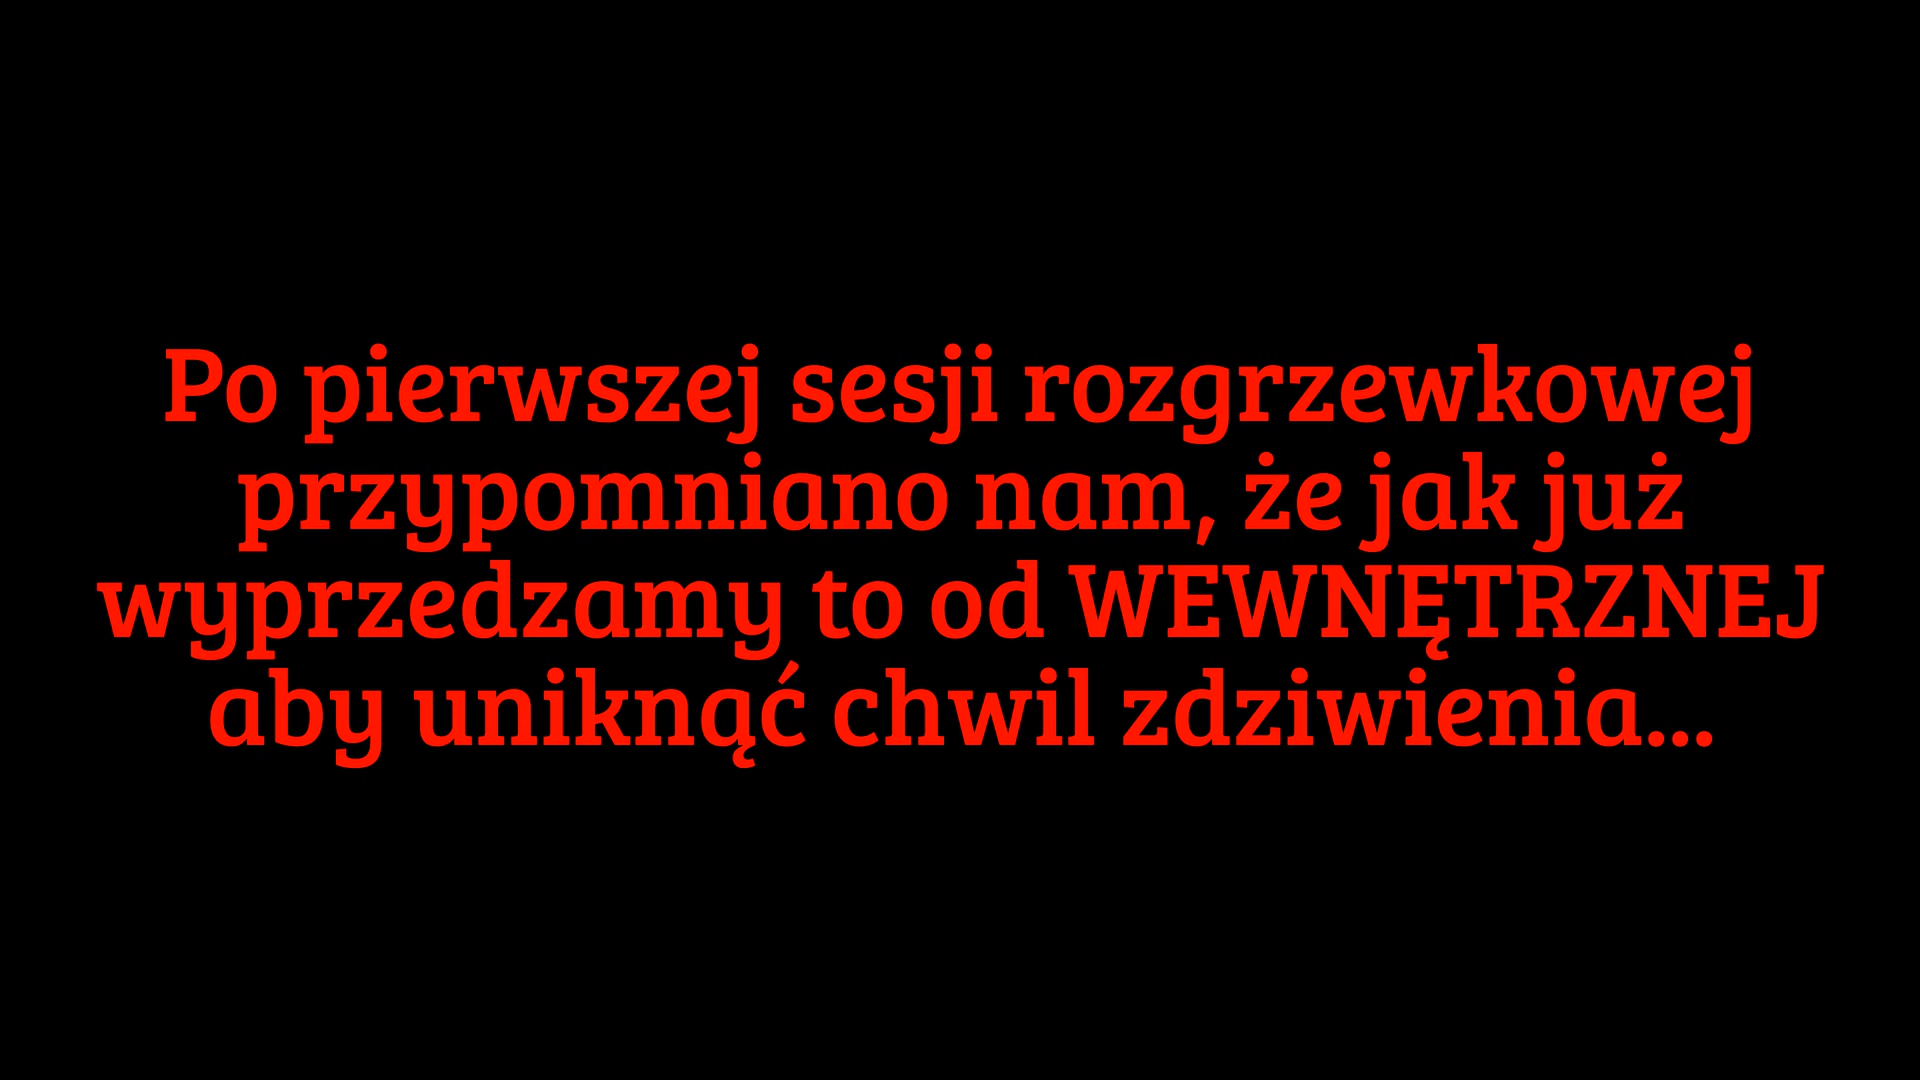 Po pierwszej sesji rozgrzewkowej
przypomniano nam, że jak już
wyprzedzamy to od WEWNĘTRZNEJ
aby uniknąć chwil zdziwienia...